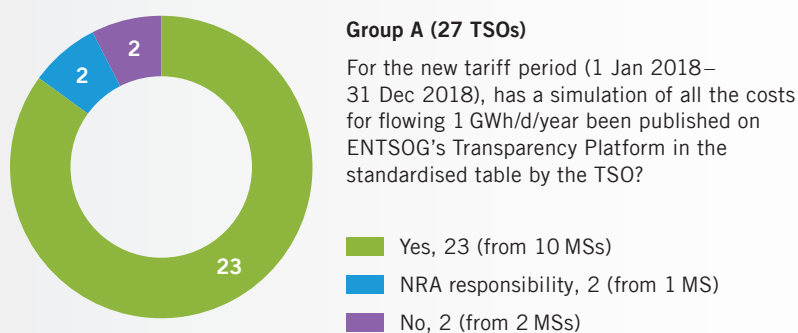 2
2
23
Group A (27 TSOs)
For the new tariff period (1 Jan 2018–
31 Dec 2018), has a simulation of all the costs
for flowing 1 GWh/d/year been published on
ENTSOG’s Transparency Platform in the
standardised table by the TSO?
Yes, 23 (from 10 MSs)
NRA responsibility, 2 (from 1 MS)
No, 2 (from 2 MSs)